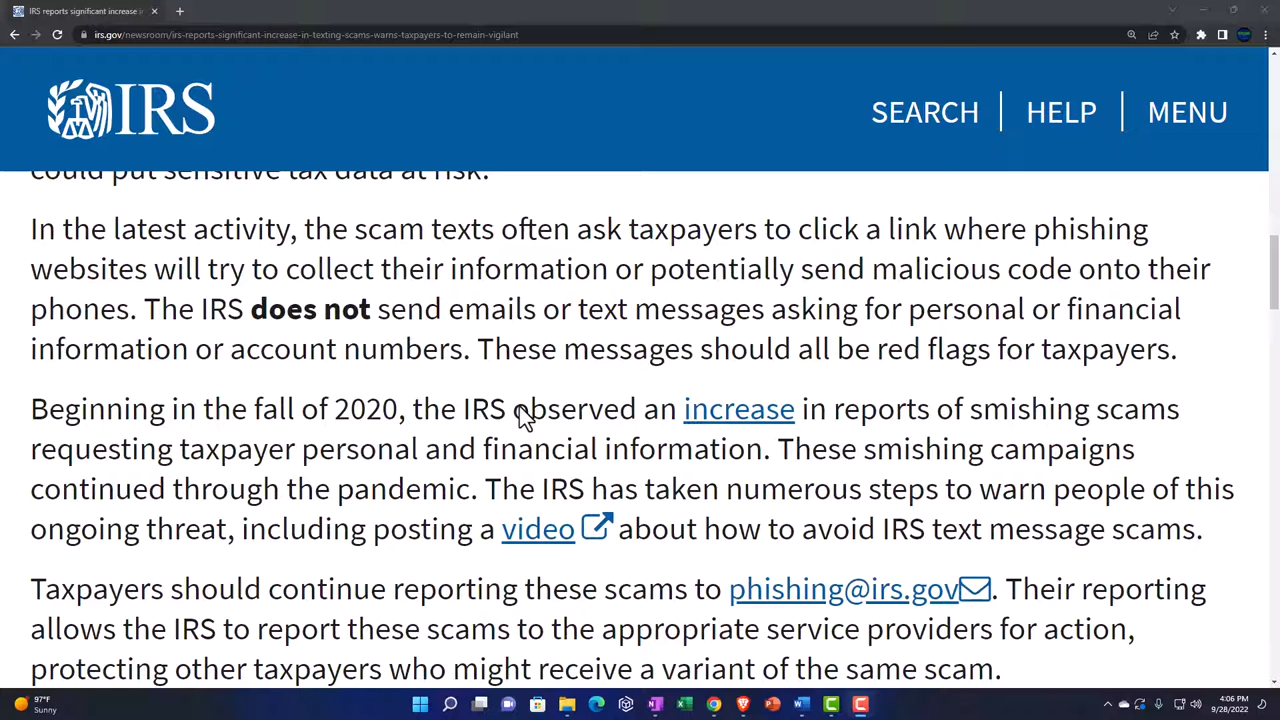 IRS reports significant increase i
irs.gov/newsroom/irs-reports-significant-increase-in-texting-scams-warns-taxpayers-to-remain-vigilant
IRS
SEARCH
HELP
MENU
could put sensitive tax data at risk.
In the latest activity, the scam texts often ask taxpayers to click a link where phishing
websites will try to collect their information or potentially send malicious code onto their
phones. The IRS does not send emails or text messages asking for personal or financial
information or account numbers. These messages should all be red flags for taxpayers.
Beginning in the fall of 2020, the IRS observed an increase in reports of smishing scams
requesting taxpayer personal and financial information. These smishing campaigns
continued through the pandemic. The IRS has taken numerous steps to warn people of this
ongoing threat, including posting a video about how to avoid IRS text message scams.
Taxpayers should continue reporting these scams to phishing@irs.gov. Their reporting
allows the IRS to report these scams to the appropriate service providers for action,
protecting other taxpayers who might receive a variant of the same scam.
97°F
Sunny
4:06 PM
9/28/2022